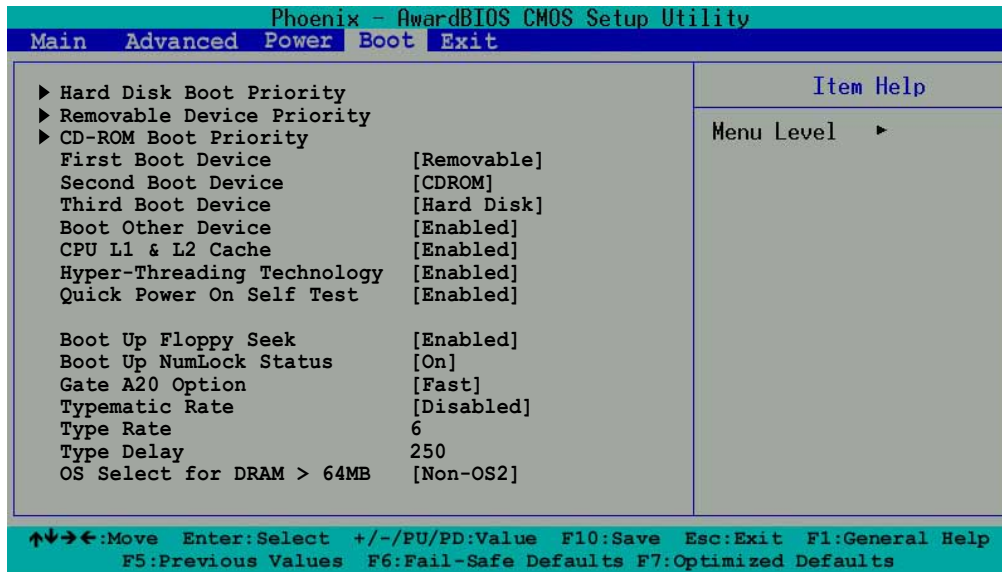 Phoenix - AwardBIOS CMOS Setup Utility
Main Advanced Power Boot Exit
▶ Hard Disk Boot Priority
▶ Removable Device Priority
▶ CD-ROM Boot Priority
First Boot Device [Removable]
Second Boot Device [CDROM]
Third Boot Device [Hard Disk]
Boot Other Device [Enabled]
CPU L1 & L2 Cache [Enabled]
Hyper-Threading Technology [Enabled]
Quick Power On Self Test [Enabled]
Boot Up Floppy Seek [Enabled]
Boot Up NumLock Status [On]
Gate A20 Option [Fast]
Typematic Rate [Disabled]
Type Rate 6
Type Delay 250
OS Select for DRAM > 64MB [Non-OS2]
Item Help
Menu Level ▶
↑↓→←:Move Enter:Select +/-/PU/PD:Value F10:Save Esc:Exit F1:General Help
F5:Previous Values F6:Fail-Safe Defaults F7:Optimized Defaults